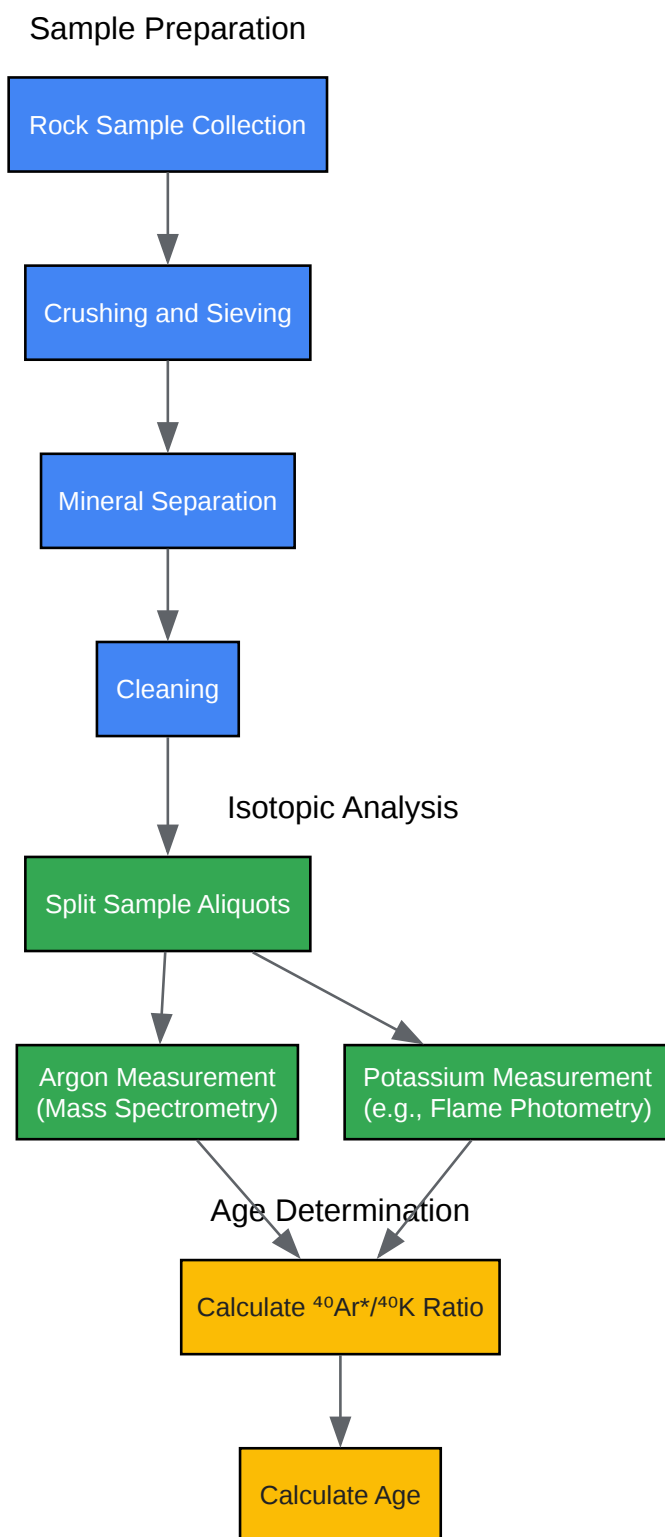 Sample Preparation
Rock Sample Collection
Crushing and Sieving
Mineral Separation
Cleaning
Isotopic Analysis
Split Sample Aliquots
Argon Measurement
(Mass Spectrometry)
Potassium Measurement
(e.g., Flame Photometry)
Age Determination
Calculate ⁴⁰Ar*/⁴⁰K Ratio
Calculate Age